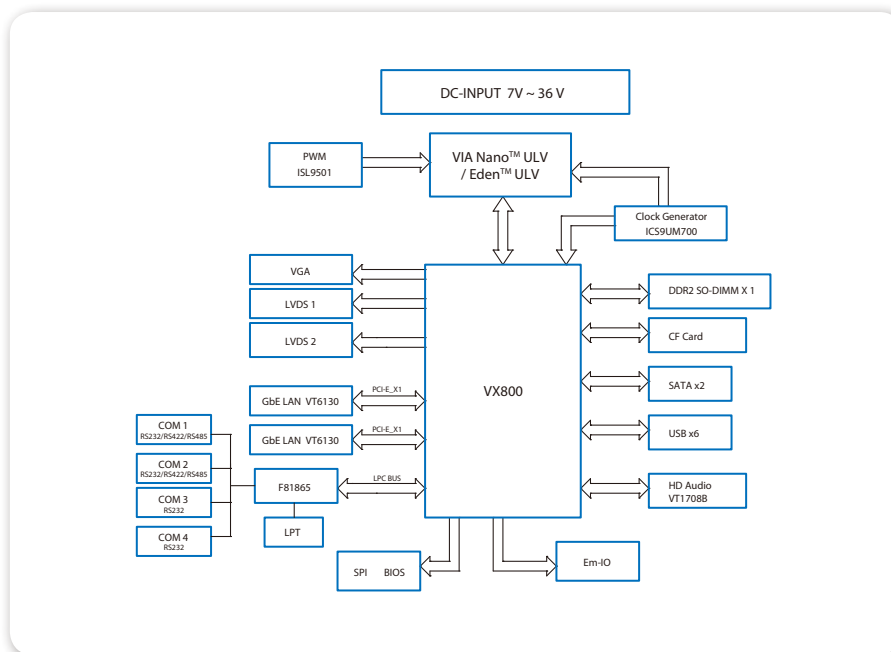 DC-INPUT 7V ~ 36 V
PWM
ISL9501
VIA Nano™ ULV
/ Eden™ ULV
Clock Generator
ICS9UM700
VGA
LVDS 1
LVDS 2
GbE LAN VT6130
PCI-E_X1
GbE LAN VT6130
PCI-E_X1
COM 1
RS232/RS422/RS485
COM 2
RS232/RS422/RS485
COM 3
RS232
COM 4
RS232
F81865
LPC BUS
LPT
VX800
DDR2 SO-DIMM X 1
CF Card
SATA x2
USB x6
HD Audio
VT1708B
SPI BIOS
Em-IO